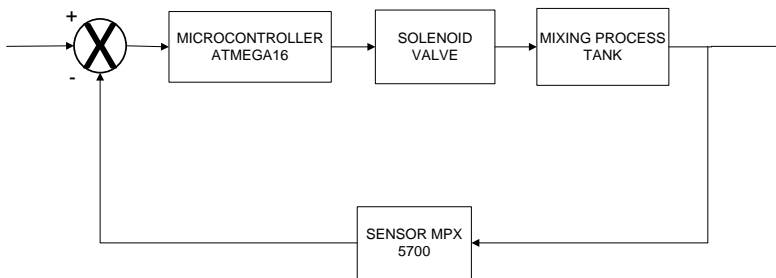 +
-
MICROCONTROLLER
ATMEGA16
SOLENOID
VALVE
MIXING PROCESS
TANK
SENSOR MPX
5700